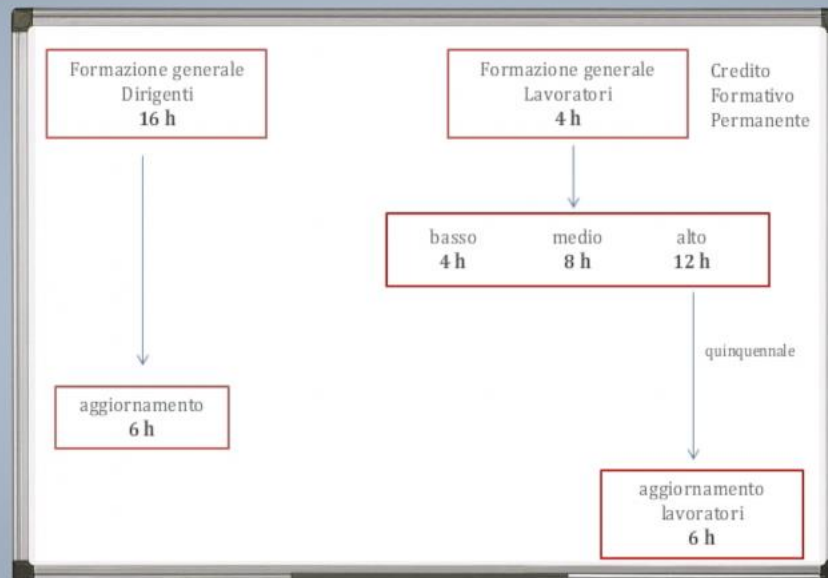 Formazione generale
Dirigenti
16 h
aggiornamento
6 h
Formazione generale
Lavoratori
4 h
Credito
Formativo
Permanente
basso medio alto
4 h 8 h 12 h
quinquennale
aggiornamento
lavoratori
6 h